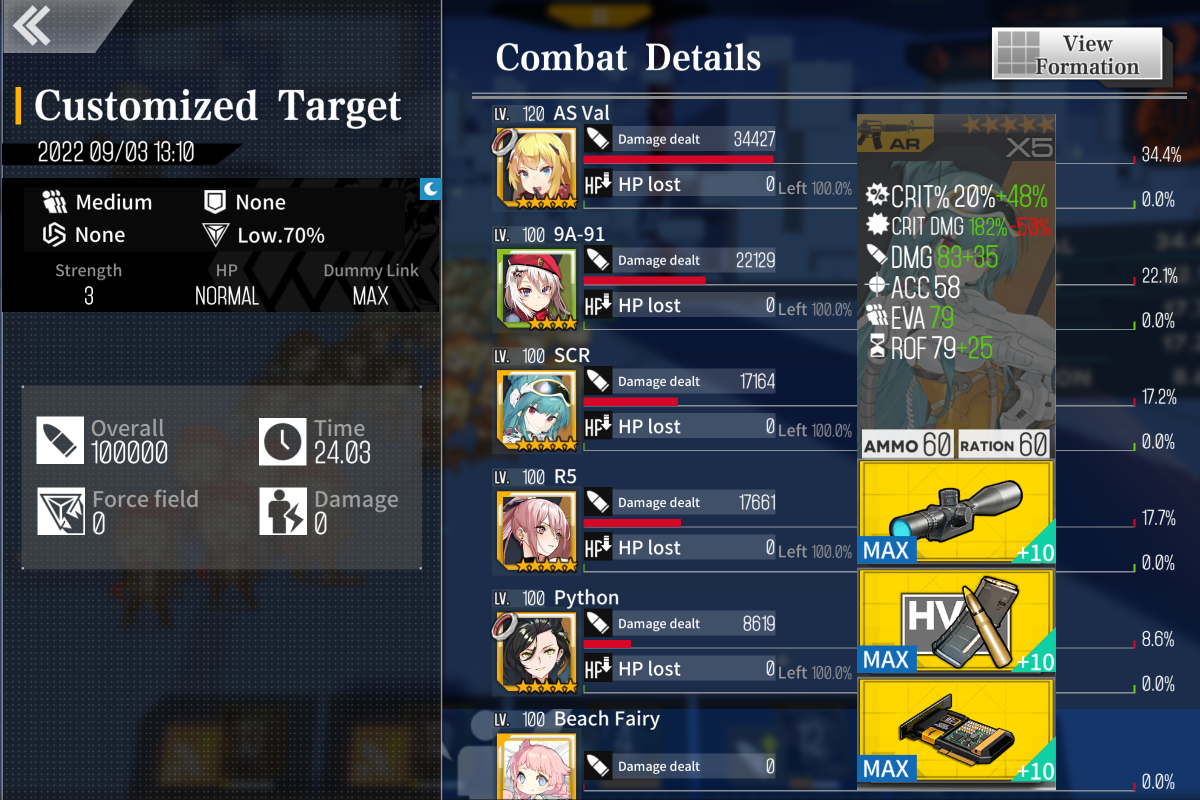 Customized Target
2022 09/03 13:10
Medium
None
None
Low.70%
Strength
HP
Dummy Link
3
NORMAL
MAX
Overall
100000
Time
24.03
Force field
0
Damage
0
Combat Details
View
Formation
LV. 120 AS Val
Damage dealt 34427
34.4%
HP HP lost 0 Left 100.0%
0.0%
LV. 100 9A-91
Damage dealt 22129
22.1%
HP HP lost 0 Left 100.0%
0.0%
LV. 100 SCR
Damage dealt 17164
17.2%
HP HP lost 0 Left 100.0%
0.0%
LV. 100 R5
Damage dealt 17661
17.7%
HP HP lost 0 Left 100.0%
0.0%
LV. 100 Python
Damage dealt 8619
8.6%
HP HP lost 0 Left 100.0%
0.0%
LV. 100 Beach Fairy
Damage dealt 0
0.0%
AR
X5
CRIT% 20%+48%
CRIT DMG 182%-50%
DMG 83+35
ACC 58
EVA 79
ROF 79+25
AMMO 60 RATION 60
MAX +10
HV
MAX +10
MAX +10